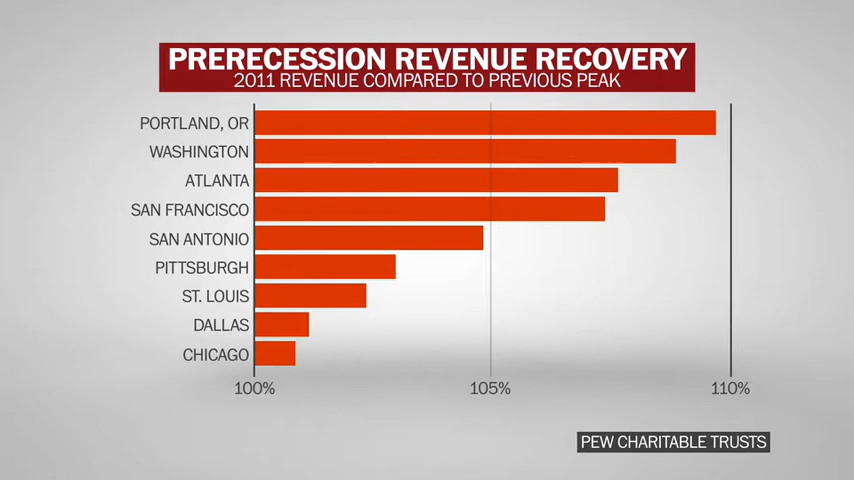 PRERECESSION REVENUE RECOVERY
2011 REVENUE COMPARED TO PREVIOUS PEAK
PORTLAND, OR
WASHINGTON
ATLANTA
SAN FRANCISCO
SAN ANTONIO
PITTSBURGH
ST. LOUIS
DALLAS
CHICAGO
100% 105% 110%
PEW CHARITABLE TRUSTS